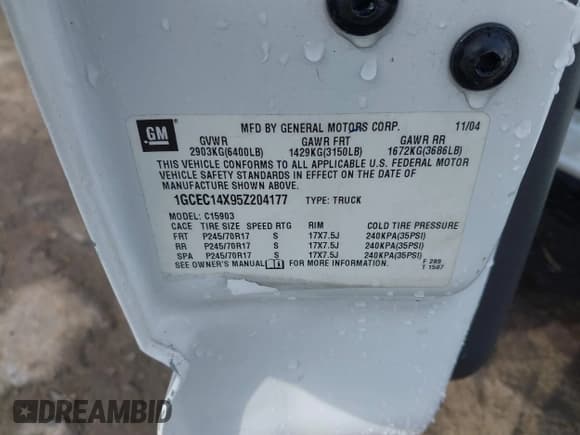 GM
MFD BY GENERAL MOTORS CORP. 11/04
GVWR GAWR FRT GAWR RR
2903KG(6400LB) 1429KG(3150LB) 1672KG(3686LB)
THIS VEHICLE CONFORMS TO ALL APPLICABLE U.S. FEDERAL MOTOR
VEHICLE SAFETY STANDARDS IN EFFECT ON THE DATE OF
MANUFACTURE SHOWN ABOVE.
1GCEC14X95Z204177 TYPE: TRUCK
MODEL: C15903
CACE TIRE SIZE SPEED RTG RIM COLD TIRE PRESSURE
FRT P245/70R17 S 17X7.5J 240KPA(35PSI)
RR P245/70R17 S 17X7.5J 240KPA(35PSI)
SPA P245/70R17 S 17X7.5J 240KPA(35PSI)
SEE OWNER'S MANUAL i FOR MORE INFORMATION.
F 289
T 1587
DREAMBID